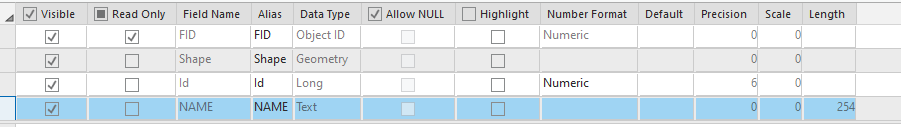 Visible Read Only Field Name Alias Data Type Allow NULL Highlight Number Format Default Precision Scale Length
FID FID Object ID Numeric 0 0
Shape Shape Geometry 0 0
Id Id Long Numeric 6 0
NAME NAME Text 0 0 254